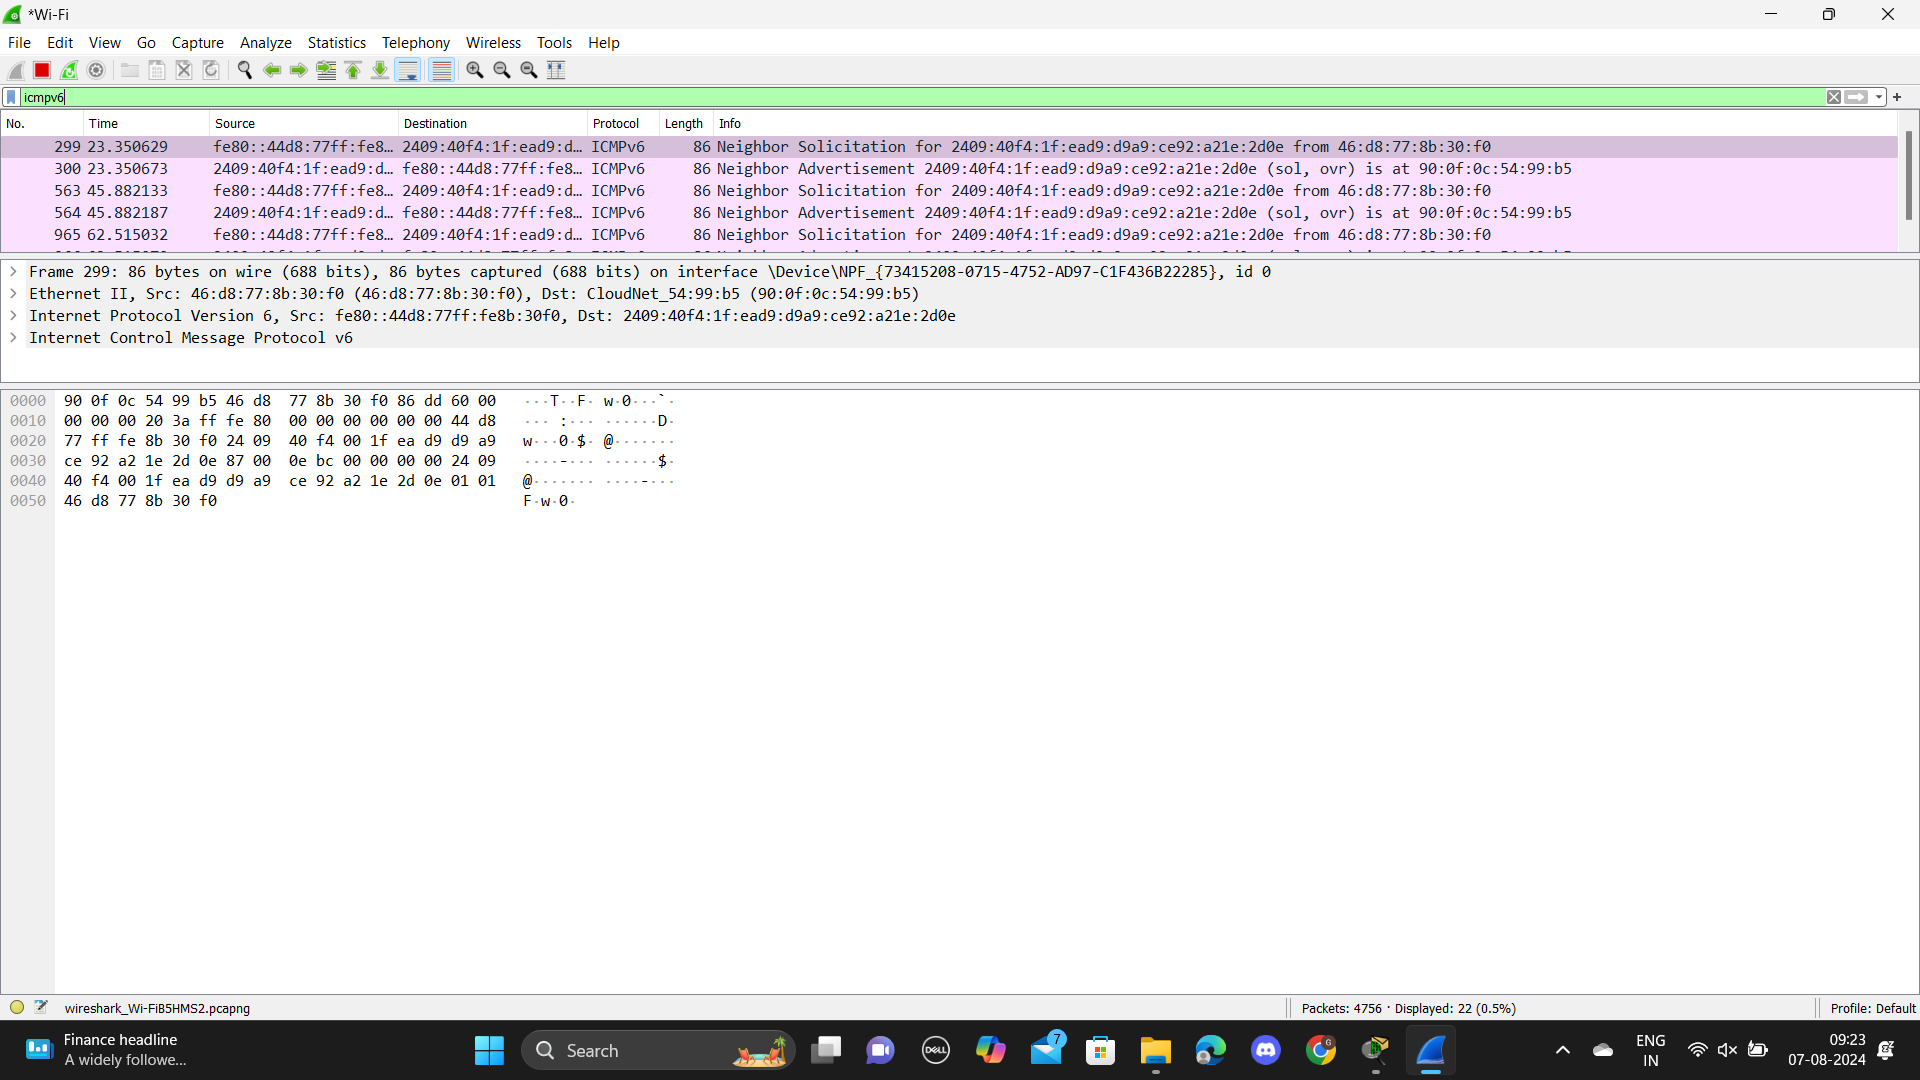 *Wi-Fi
File Edit View Go Capture Analyze Statistics Telephony Wireless Tools Help
icmpv6
No. Time Source Destination Protocol Length Info
299 23.350629 fe80::44d8:77ff:fe8… 2409:40f4:1f:ead9:d… ICMPv6 86 Neighbor Solicitation for 2409:40f4:1f:ead9:d9a9:ce92:a21e:2d0e from 46:d8:77:8b:30:f0
300 23.350673 2409:40f4:1f:ead9:d… fe80::44d8:77ff:fe8… ICMPv6 86 Neighbor Advertisement 2409:40f4:1f:ead9:d9a9:ce92:a21e:2d0e (sol, ovr) is at 90:0f:0c:54:99:b5
563 45.882133 fe80::44d8:77ff:fe8… 2409:40f4:1f:ead9:d… ICMPv6 86 Neighbor Solicitation for 2409:40f4:1f:ead9:d9a9:ce92:a21e:2d0e from 46:d8:77:8b:30:f0
564 45.882187 2409:40f4:1f:ead9:d… fe80::44d8:77ff:fe8… ICMPv6 86 Neighbor Advertisement 2409:40f4:1f:ead9:d9a9:ce92:a21e:2d0e (sol, ovr) is at 90:0f:0c:54:99:b5
965 62.515032 fe80::44d8:77ff:fe8… 2409:40f4:1f:ead9:d… ICMPv6 86 Neighbor Solicitation for 2409:40f4:1f:ead9:d9a9:ce92:a21e:2d0e from 46:d8:77:8b:30:f0
Frame 299: 86 bytes on wire (688 bits), 86 bytes captured (688 bits) on interface \Device\NPF_{73415208-0715-4752-AD97-C1F436B22285}, id 0
Ethernet II, Src: 46:d8:77:8b:30:f0 (46:d8:77:8b:30:f0), Dst: CloudNet_54:99:b5 (90:0f:0c:54:99:b5)
Internet Protocol Version 6, Src: fe80::44d8:77ff:fe8b:30f0, Dst: 2409:40f4:1f:ead9:d9a9:ce92:a21e:2d0e
Internet Control Message Protocol v6
0000 90 0f 0c 54 99 b5 46 d8 77 8b 30 f0 86 dd 60 00 ···T··F· w·0···`·
0010 00 00 00 20 3a ff fe 80 00 00 00 00 00 00 44 d8 ··· :··· ······D·
0020 77 ff fe 8b 30 f0 24 09 40 f4 00 1f ea d9 d9 a9 w···0·$· @·······
0030 ce 92 a2 1e 2d 0e 87 00 0e bc 00 00 00 00 24 09 ····-··· ······$·
0040 40 f4 00 1f ea d9 d9 a9 ce 92 a2 1e 2d 0e 01 01 @······· ····-···
0050 46 d8 77 8b 30 f0 F·w·0·
wireshark_Wi-FiB5HMS2.pcapng Packets: 4756 · Displayed: 22 (0.5%) Profile: Default
Finance headline
A widely followe...
Search
DELL
7
G
ENG
IN
09:23
07-08-2024